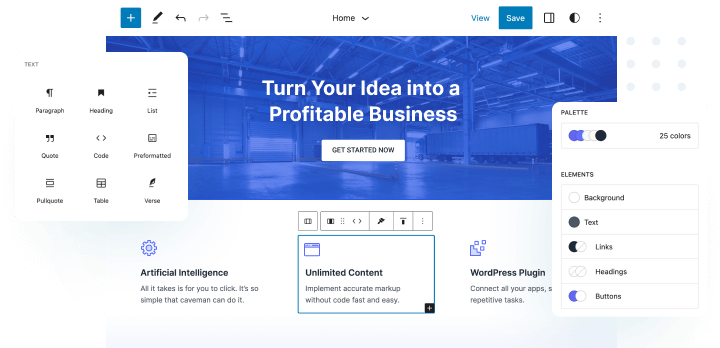 Home
View
Save
TEXT
Paragraph
Heading
List
Quote
Code
Preformatted
Pullquote
Table
Verse
Turn Your Idea into a
Profitable Business
GET STARTED NOW
PALETTE
25 colors
ELEMENTS
Background
Text
Links
Headings
Buttons
Artificial Intelligence
All it takes is for you to click. It's so
simple that caveman can do it.
Unlimited Content
Implement accurate markup
without code fast and easy.
WordPress Plugin
Connect all your apps, s
repetitive tasks.